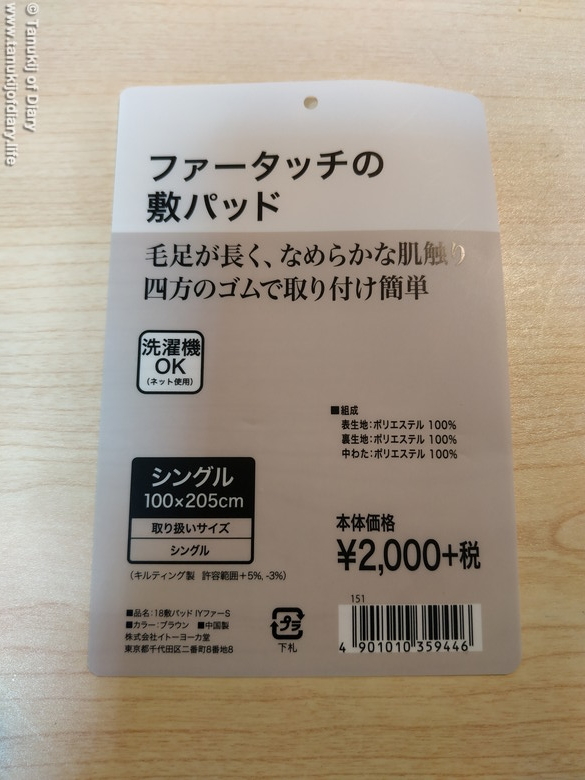 © Tanukij of Diary
www.tanukijofdiary.life
ファータッチの
敷パッド
毛足が長く、なめらかな肌触り
四方のゴムで取り付け簡単
洗濯機
OK
(ネット使用)
■組成
表生地:ポリエステル 100%
裏生地:ポリエステル 100%
中わた:ポリエステル 100%
シングル
100×205cm
取り扱いサイズ
シングル
(キルティング製 許容範囲+5%, -3%)
本体価格
¥2,000+税
■品名:18敷パッド IYファーS
■カラー:ブラウン ■中国製
株式会社イトーヨーカ堂
東京都千代田区二番町8番地8
プラ
下札
151
4 901010 359446